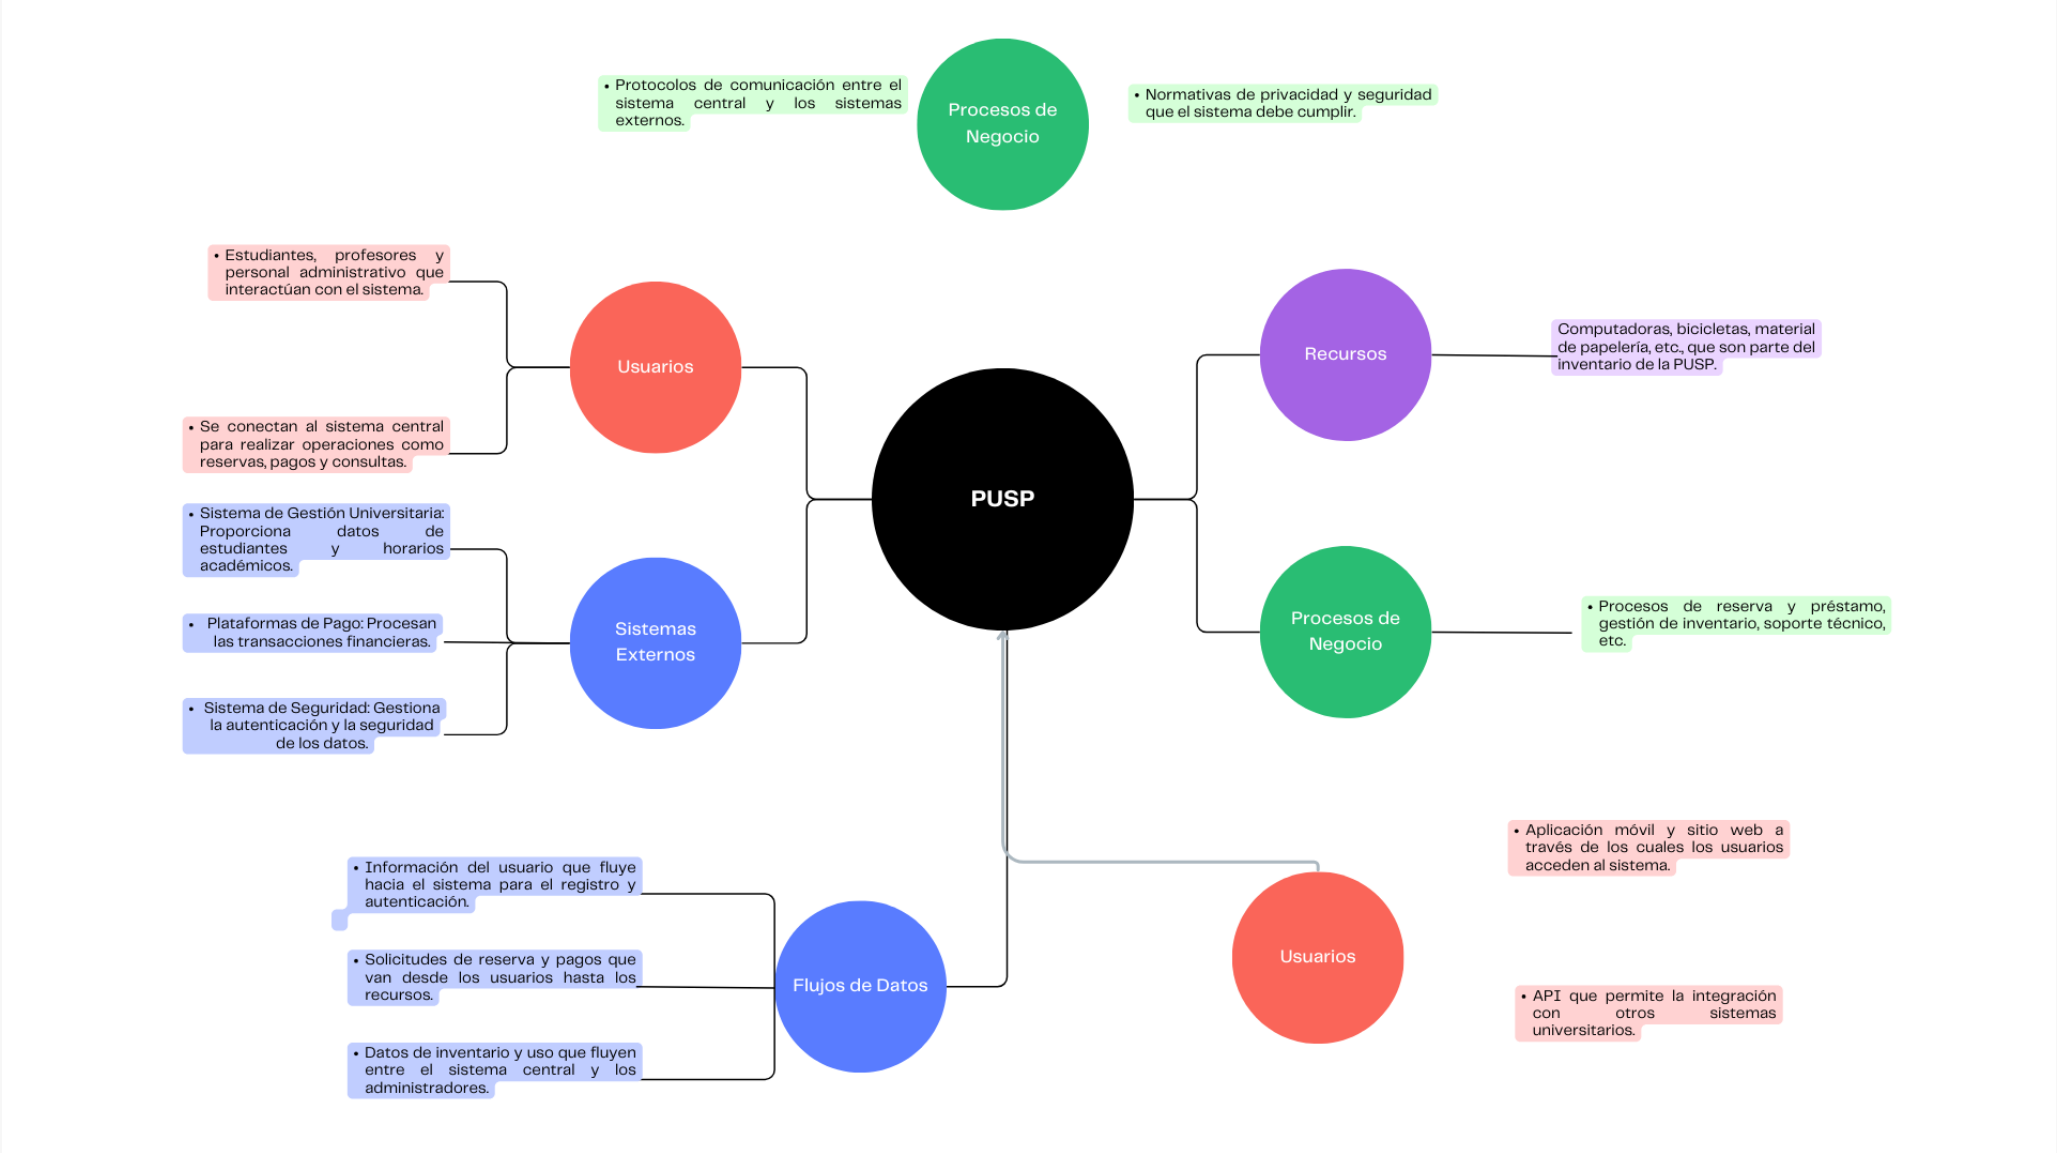 • Protocolos de comunicación entre el
sistema central y los sistemas
externos.
Procesos de
Negocio
• Normativas de privacidad y seguridad
que el sistema debe cumplir.
• Estudiantes, profesores y
personal administrativo que
interactúan con el sistema.
Usuarios
• Se conectan al sistema central
para realizar operaciones como
reservas, pagos y consultas.
Recursos
Computadoras, bicicletas, material
de papelería, etc., que son parte del
inventario de la PUSP.
PUSP
• Sistema de Gestión Universitaria:
Proporciona datos de
estudiantes y horarios
académicos.
• Plataformas de Pago: Procesan
las transacciones financieras.
• Sistema de Seguridad: Gestiona
la autenticación y la seguridad
de los datos.
Sistemas
Externos
Procesos de
Negocio
• Procesos de reserva y préstamo,
gestión de inventario, soporte técnico,
etc.
• Información del usuario que fluye
hacia el sistema para el registro y
autenticación.
• Solicitudes de reserva y pagos que
van desde los usuarios hasta los
recursos.
• Datos de inventario y uso que fluyen
entre el sistema central y los
administradores.
Flujos de Datos
Usuarios
• Aplicación móvil y sitio web a
través de los cuales los usuarios
acceden al sistema.
• API que permite la integración
con otros sistemas
universitarios.